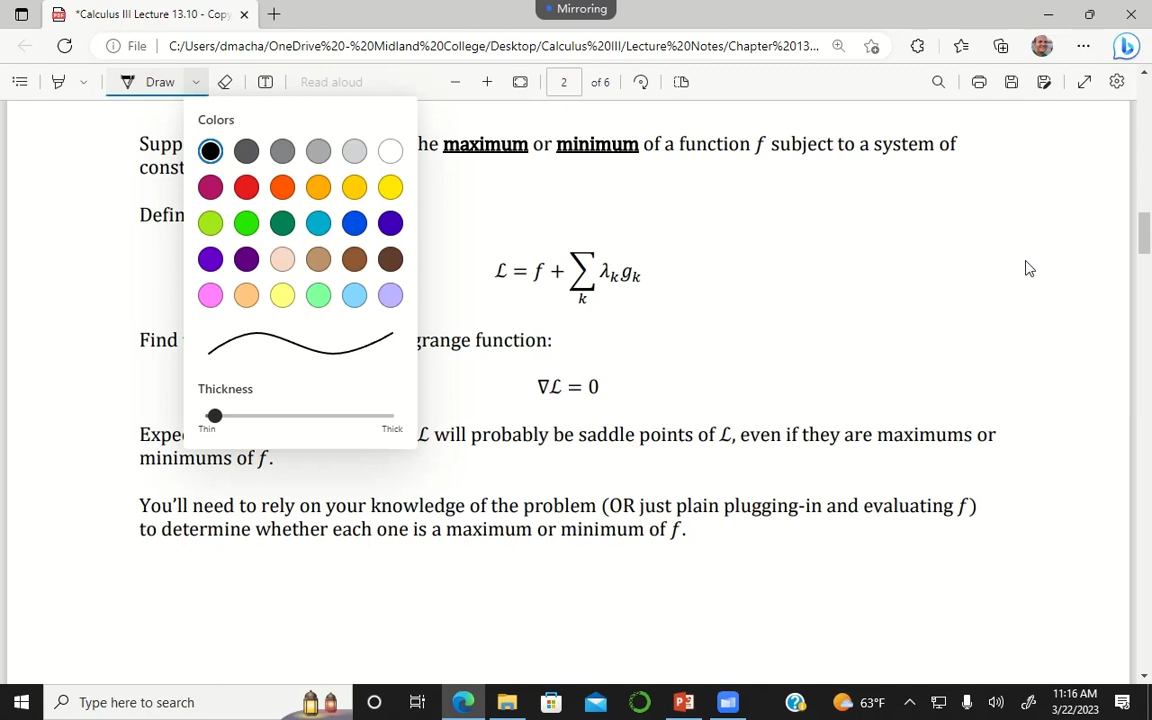 Mirroring
*Calculus III Lecture 13.10 - Copy
File C:/Users/dmacha/OneDrive%20-%20Midland%20College/Desktop/Calculus%20III/Lecture%20Notes/Chapter%2013...
Draw Read aloud 2 of 6
Colors
Supp he maximum or minimum of a function f subject to a system of
const
Defin
ℒ = f + ∑ λₖgₖ
k
Find grange function:
∇ℒ = 0
Thickness
Thin Thick
Expe ℒ will probably be saddle points of ℒ, even if they are maximums or
minimums of f.
You'll need to rely on your knowledge of the problem (OR just plain plugging-in and evaluating f)
to determine whether each one is a maximum or minimum of f.
Type here to search
63°F
11:16 AM
3/22/2023